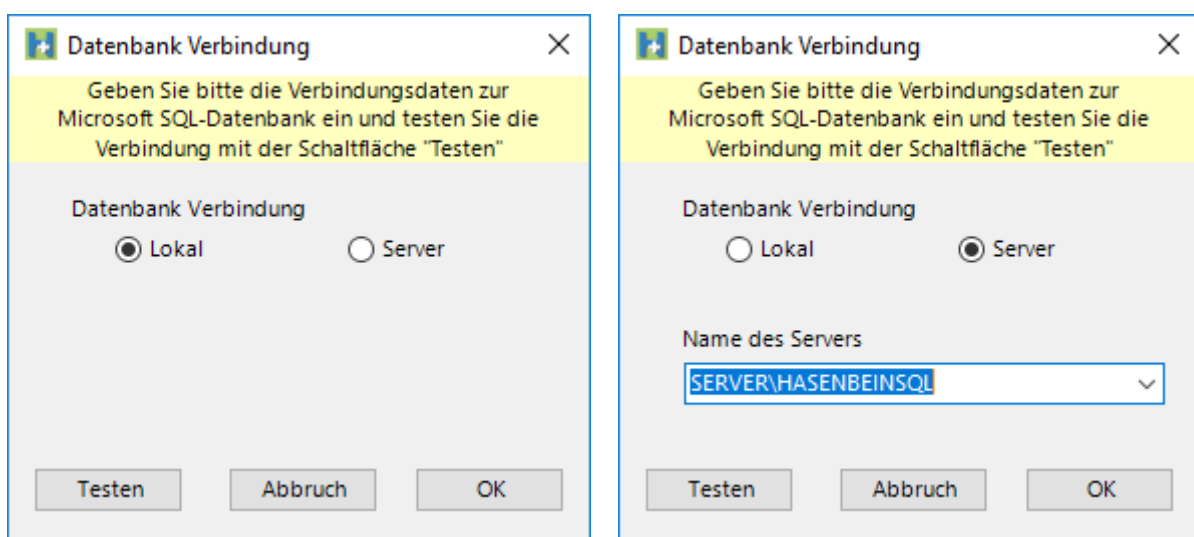 Datenbank Verbindung
Geben Sie bitte die Verbindungsdaten zur
Microsoft SQL-Datenbank ein und testen Sie die
Verbindung mit der Schaltfläche "Testen"
Datenbank Verbindung
Lokal Server
Testen Abbruch OK
Datenbank Verbindung
Geben Sie bitte die Verbindungsdaten zur
Microsoft SQL-Datenbank ein und testen Sie die
Verbindung mit der Schaltfläche "Testen"
Datenbank Verbindung
Lokal Server
Name des Servers
SERVER\HASENBEINSQL
Testen Abbruch OK